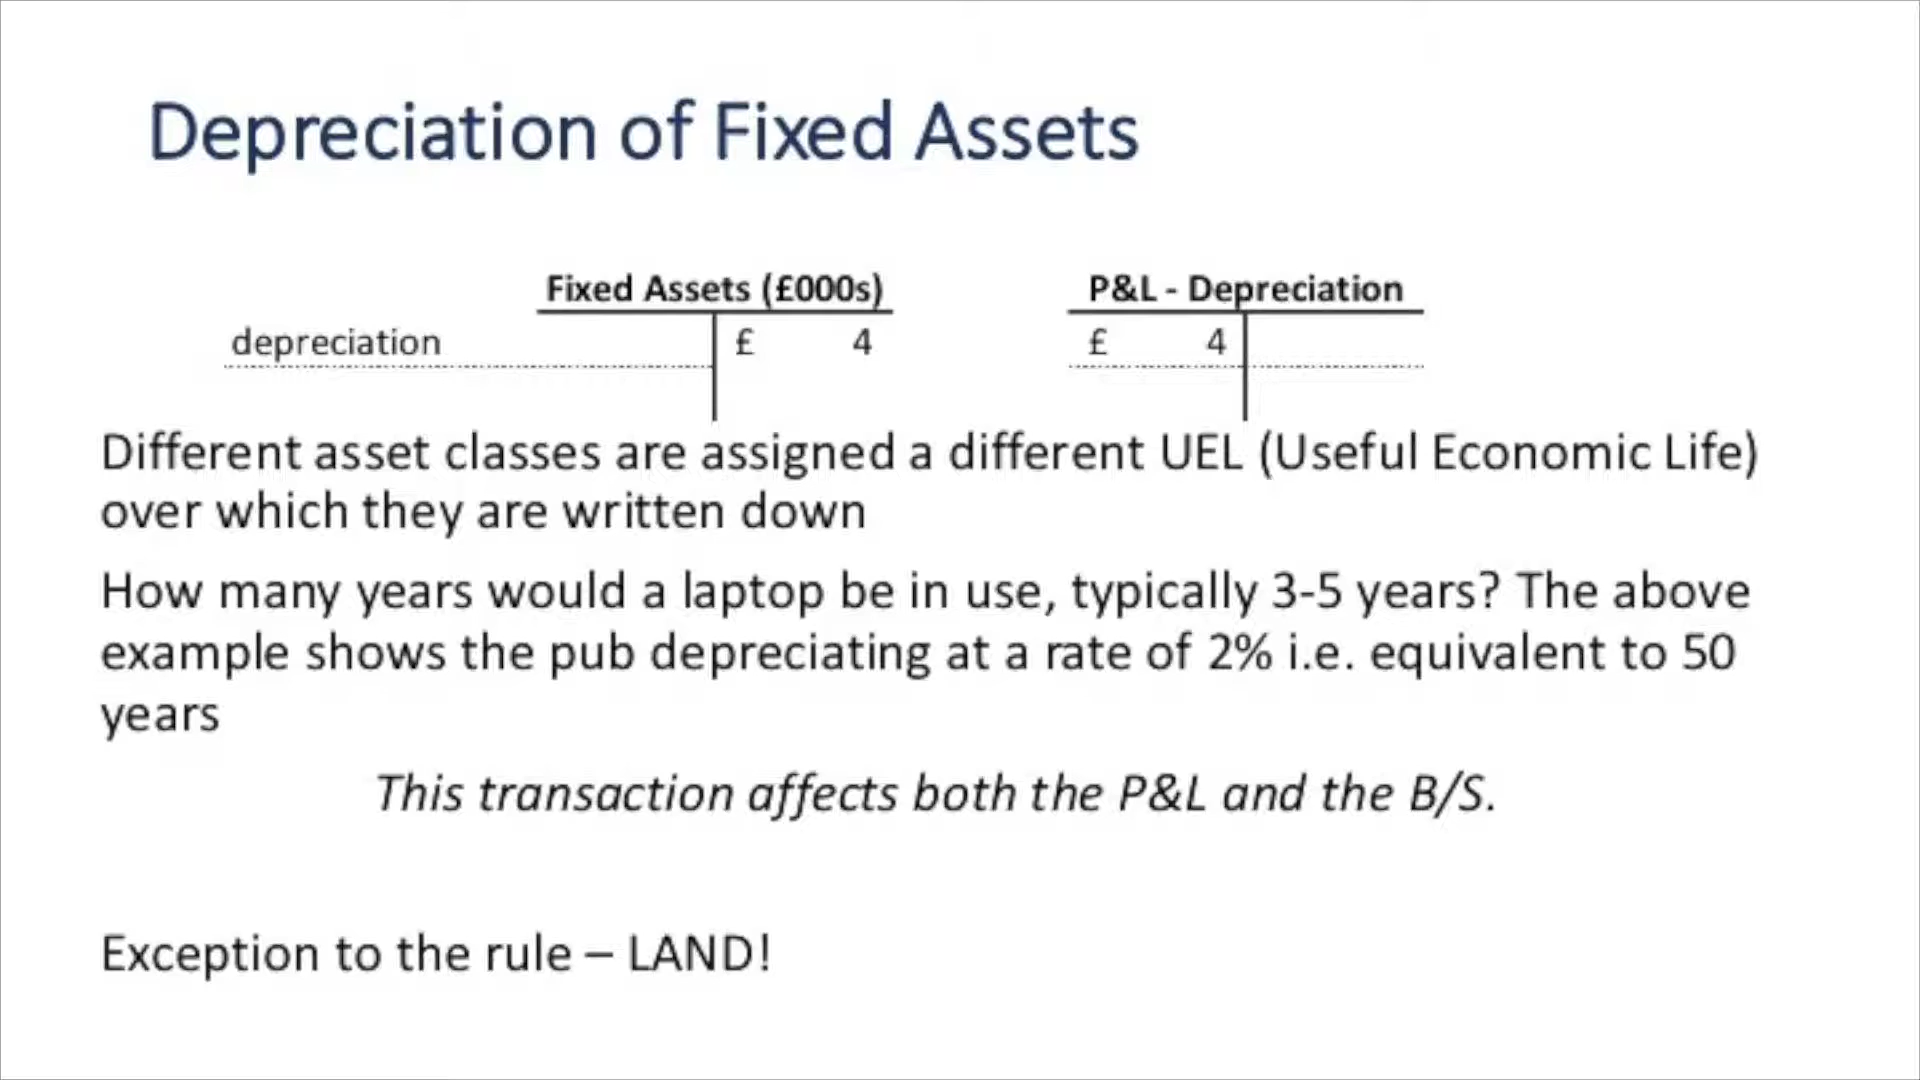 Depreciation of Fixed Assets
Fixed Assets (£000s) P&L - Depreciation
depreciation £ 4 £ 4
Different asset classes are assigned a different UEL (Useful Economic Life)
over which they are written down
How many years would a laptop be in use, typically 3-5 years? The above
example shows the pub depreciating at a rate of 2% i.e. equivalent to 50
years
This transaction affects both the P&L and the B/S.
Exception to the rule – LAND!